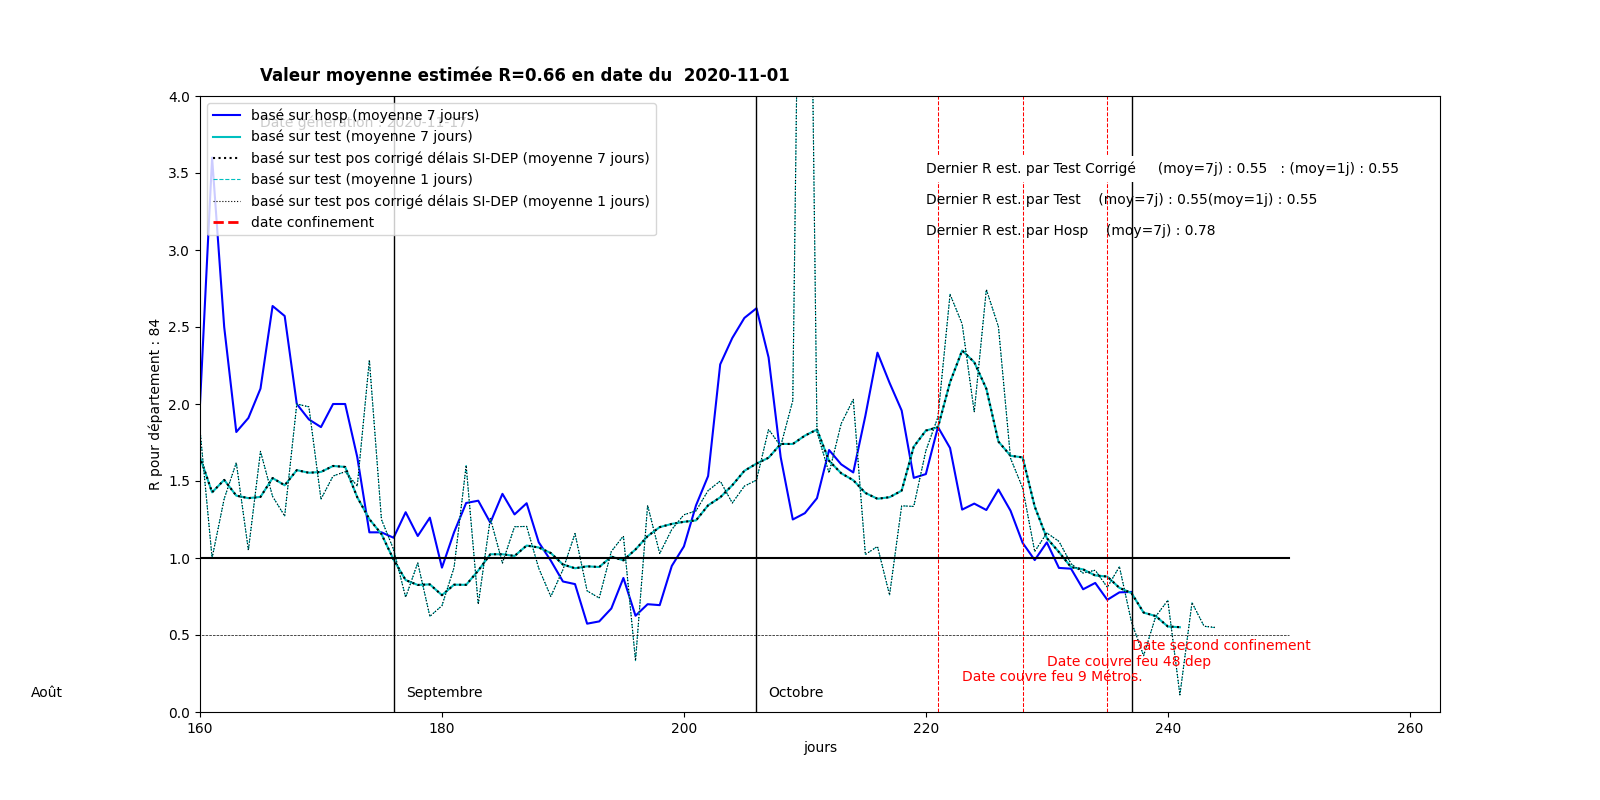 Valeur moyenne estimée R=0.66 en date du  2020-11-01
Date génération : 2020-11-17
basé sur hosp (moyenne 7 jours)
basé sur test (moyenne 7 jours)
basé sur test pos corrigé délais SI-DEP (moyenne 7 jours)
basé sur test (moyenne 1 jours)
basé sur test pos corrigé délais SI-DEP (moyenne 1 jours)
date confinement
Dernier R est. par Test Corrigé     (moy=7j) : 0.55   : (moy=1j) : 0.55
Dernier R est. par Test    (moy=7j) : 0.55(moy=1j) : 0.55
Dernier R est. par Hosp    (moy=7j) : 0.78
R pour département : 84
4.0
3.5
3.0
2.5
2.0
1.5
1.0
0.5
0.0
Date second confinement
Date couvre feu 48 dep
Date couvre feu 9 Métros.
Août
Septembre
Octobre
160
180
200
220
240
260
jours